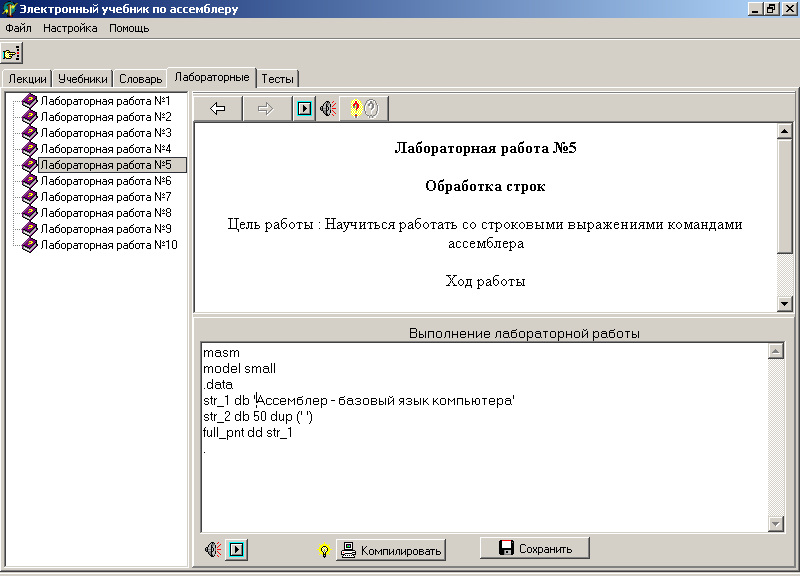 Электронный учебник по ассемблеру
Файл Настройка Помощь
Лекции Учебники Словарь Лабораторные Тесты
Лабораторная работа №1
Лабораторная работа №2
Лабораторная работа №3
Лабораторная работа №4
Лабораторная работа №5
Лабораторная работа №6
Лабораторная работа №7
Лабораторная работа №8
Лабораторная работа №9
Лабораторная работа №10
Лабораторная работа №5
Обработка строк
Цель работы : Научиться работать со строковыми выражениями командами
ассемблера
Ход работы
Выполнение лабораторной работы
masm
model small
.data
str_1 db 'Ассемблер - базовый язык компьютера'
str_2 db 50 dup (' ')
full_pnt dd str_1
.
Компилировать Сохранить